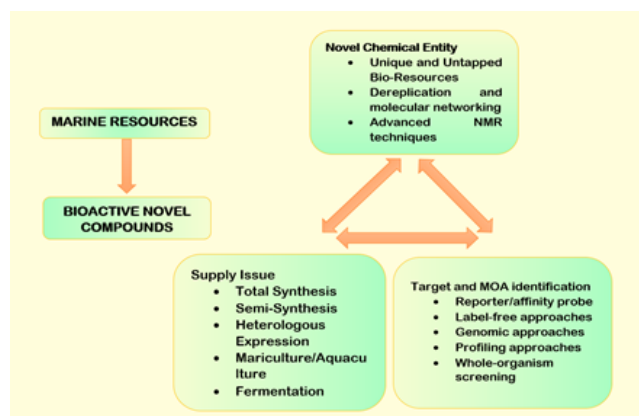 Novel Chemical Entity
• Unique and Untapped
Bio-Resources
• Dereplication and
molecular networking
• Advanced NMR
techniques
MARINE RESOURCES
BIOACTIVE NOVEL
COMPOUNDS
Supply Issue
• Total Synthesis
• Semi-Synthesis
• Heterologous
Expression
• Mariculture/Aquacu
lture
• Fermentation
Target and MOA identification
• Reporter/affinity probe
• Label-free approaches
• Genomic approaches
• Profiling approaches
• Whole-organism
screening